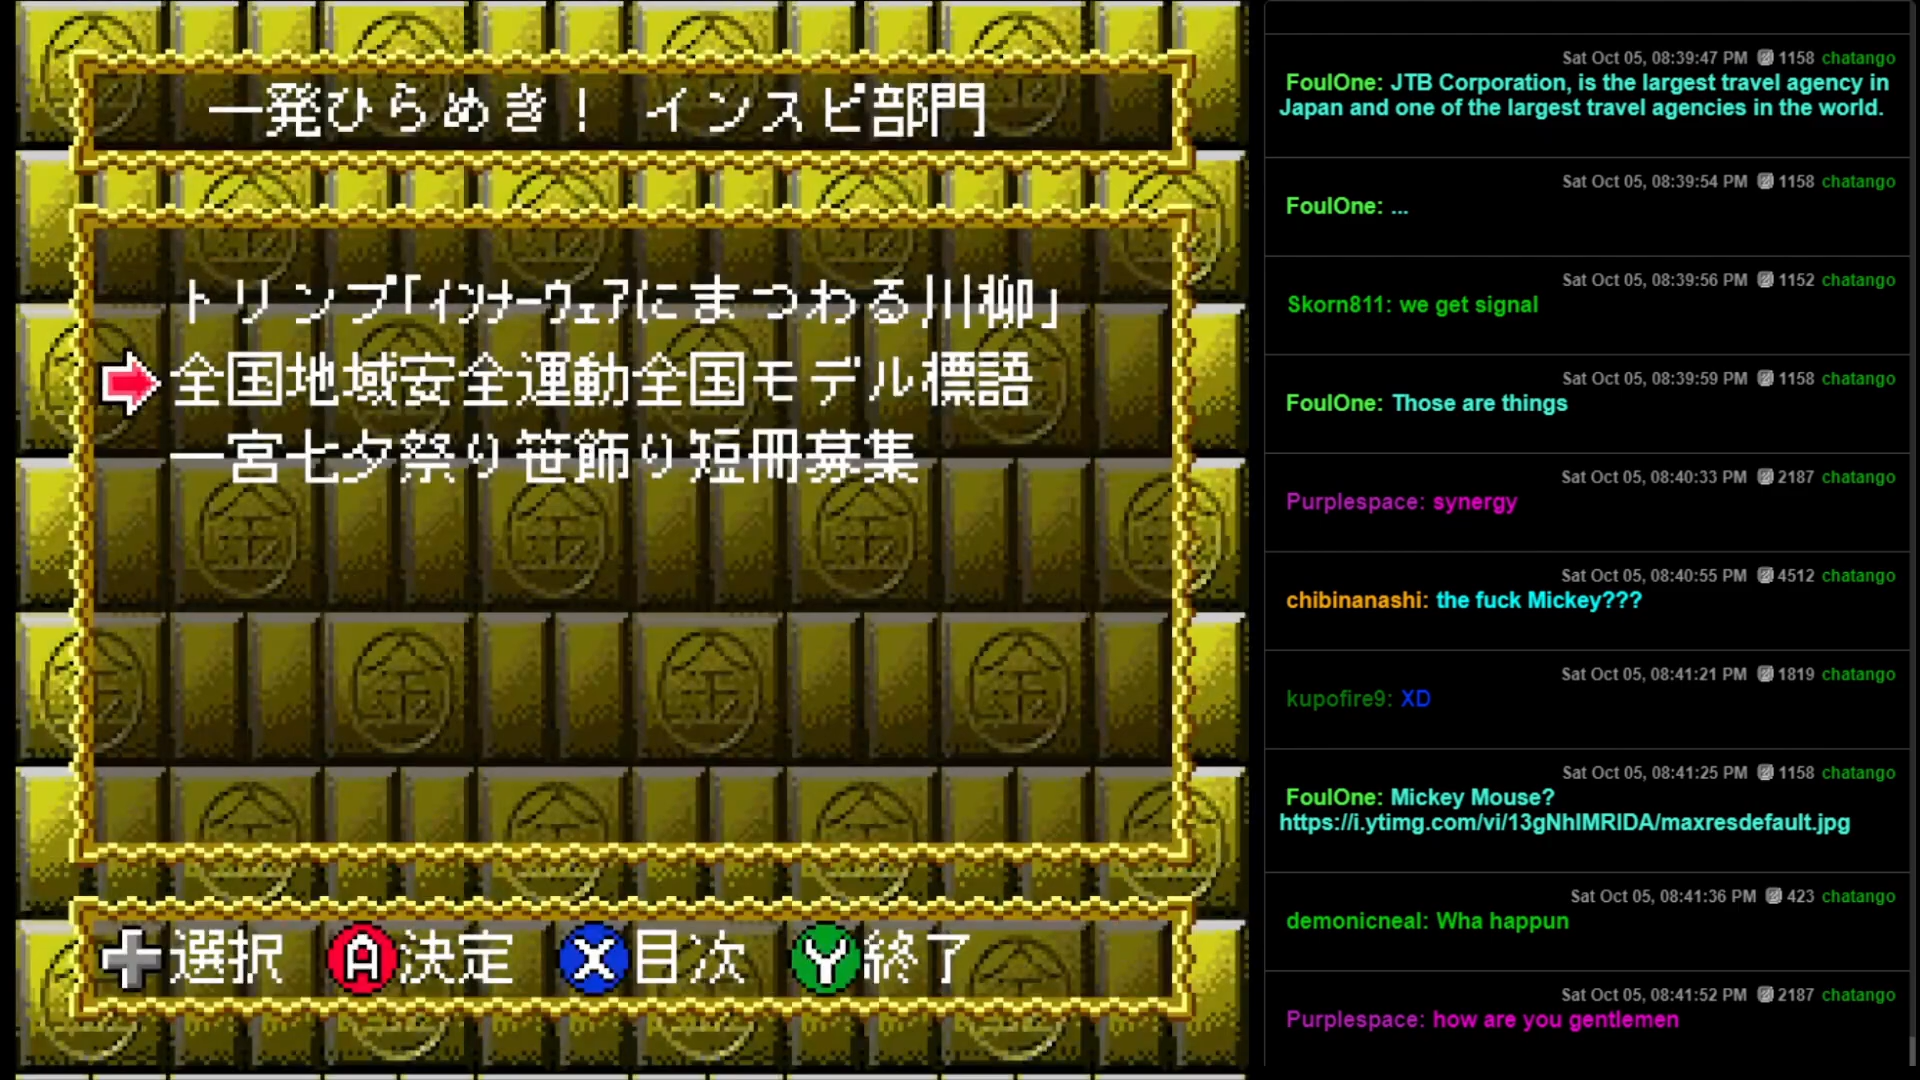 一発ひらめき！ インスピ部門
トリンプ「ｲﾝﾅｰｳｪｱにまつわる川柳」
全国地域安全運動全国モデル標語
一宮七夕祭り笹飾り短冊募集
選択 A決定 X目次 Y終了
Sat Oct 05, 08:39:47 PM 1158 chatango
FoulOne: JTB Corporation, is the largest travel agency in
Japan and one of the largest travel agencies in the world.
Sat Oct 05, 08:39:54 PM 1158 chatango
FoulOne: ...
Sat Oct 05, 08:39:56 PM 1152 chatango
Skorn811: we get signal
Sat Oct 05, 08:39:59 PM 1158 chatango
FoulOne: Those are things
Sat Oct 05, 08:40:33 PM 2187 chatango
Purplespace: synergy
Sat Oct 05, 08:40:55 PM 4512 chatango
chibinanashi: the fuck Mickey???
Sat Oct 05, 08:41:21 PM 1819 chatango
kupofire9: XD
Sat Oct 05, 08:41:25 PM 1158 chatango
FoulOne: Mickey Mouse?
https://i.ytimg.com/vi/13gNhIMRIDA/maxresdefault.jpg
Sat Oct 05, 08:41:36 PM 423 chatango
demonicneal: Wha happun
Sat Oct 05, 08:41:52 PM 2187 chatango
Purplespace: how are you gentlemen